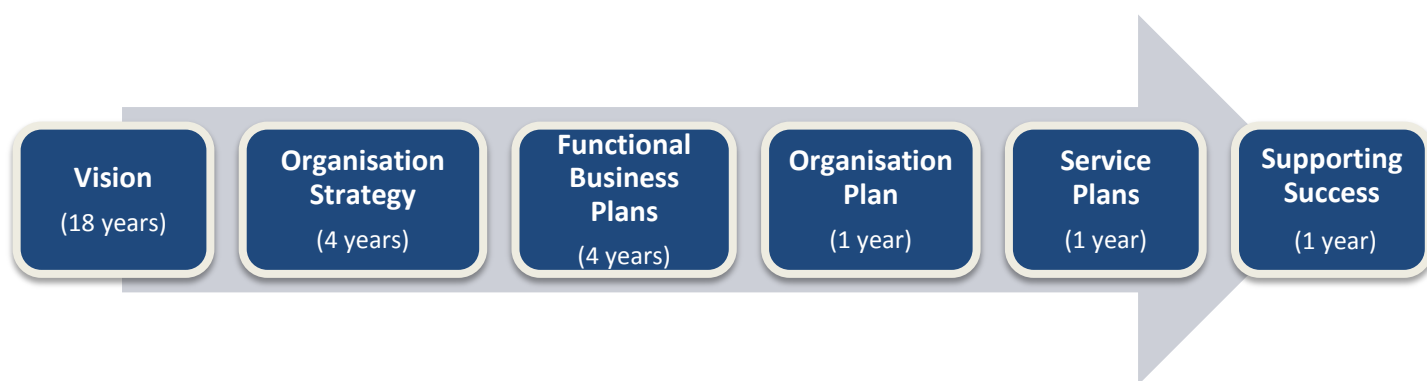 Vision
(18 years)
Organisation
Strategy
(4 years)
Functional
Business
Plans
(4 years)
Organisation
Plan
(1 year)
Service
Plans
(1 year)
Supporting
Success
(1 year)